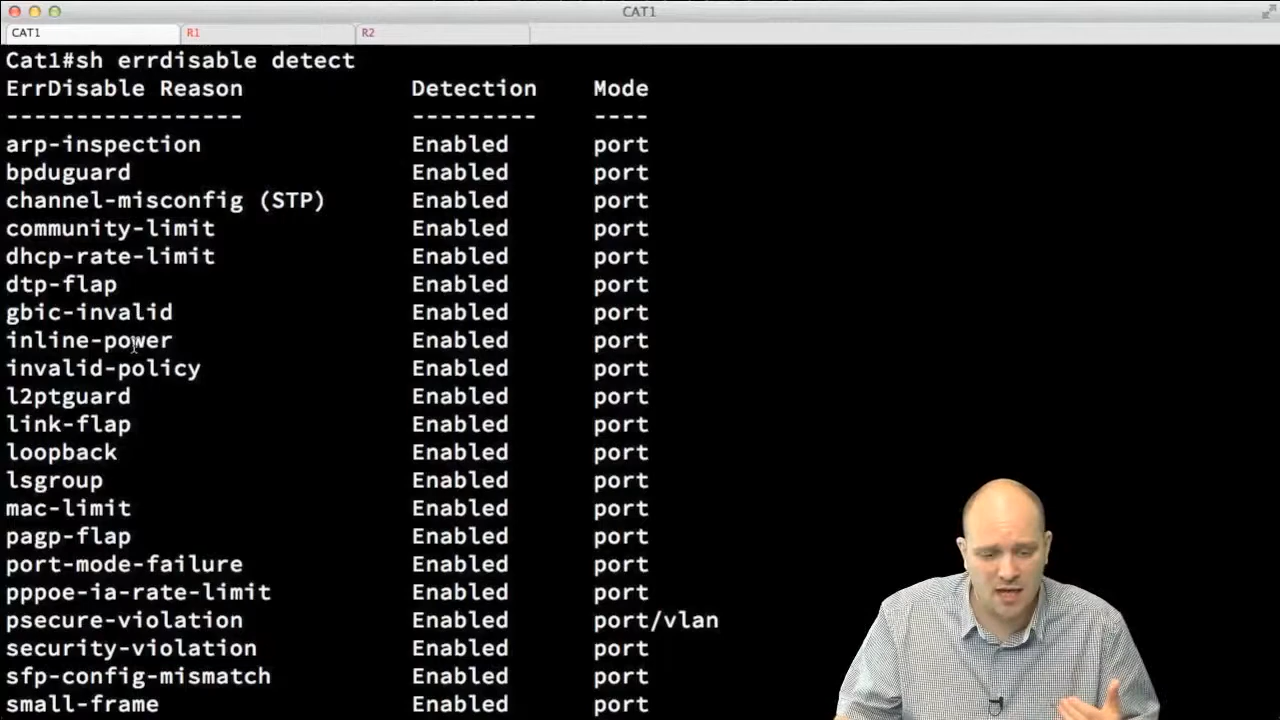 CAT1
CAT1 R1 R2
Cat1#sh errdisable detect
ErrDisable Reason Detection Mode
----------------- --------- ----
arp-inspection Enabled port
bpduguard Enabled port
channel-misconfig (STP) Enabled port
community-limit Enabled port
dhcp-rate-limit Enabled port
dtp-flap Enabled port
gbic-invalid Enabled port
inline-power Enabled port
invalid-policy Enabled port
l2ptguard Enabled port
link-flap Enabled port
loopback Enabled port
lsgroup Enabled port
mac-limit Enabled port
pagp-flap Enabled port
port-mode-failure Enabled port
pppoe-ia-rate-limit Enabled port
psecure-violation Enabled port/vlan
security-violation Enabled port
sfp-config-mismatch Enabled port
small-frame Enabled port